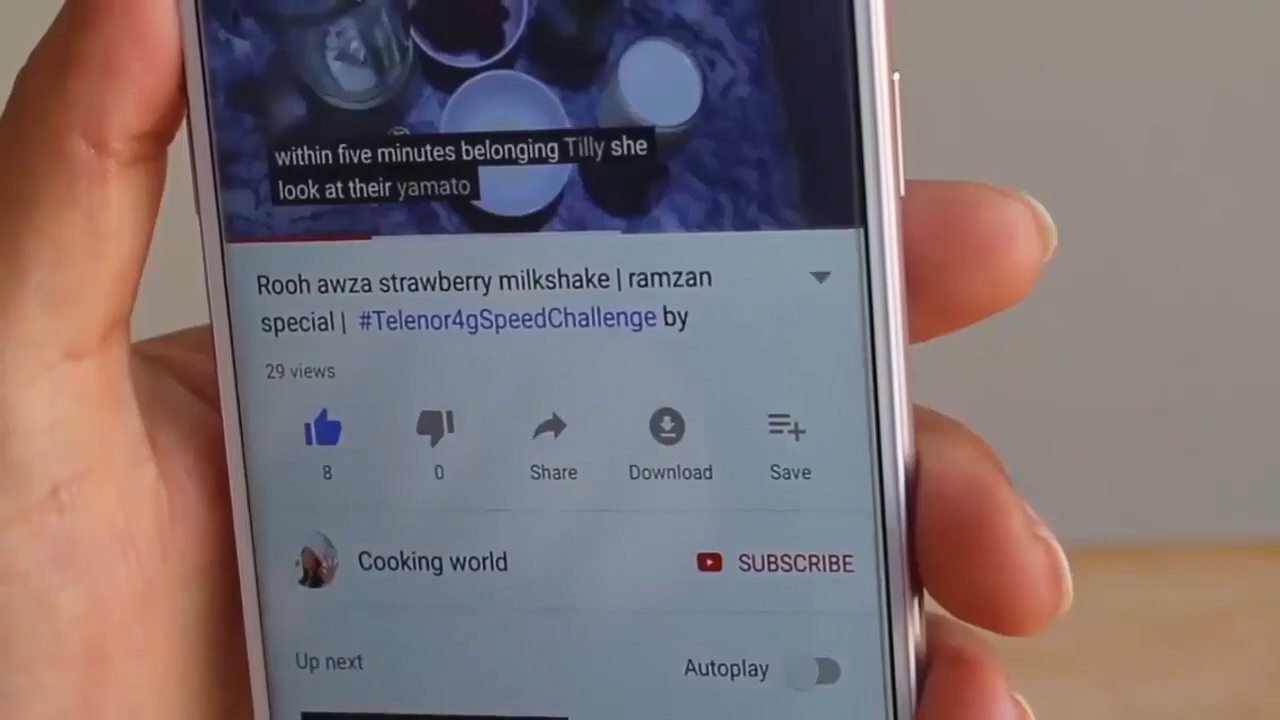 within five minutes belonging Tilly she
look at their yamato
Rooh awza strawberry milkshake | ramzan
special | #Telenor4gSpeedChallenge by
29 views
8
0
Share
Download
Save
Cooking world
SUBSCRIBE
Up next
Autoplay